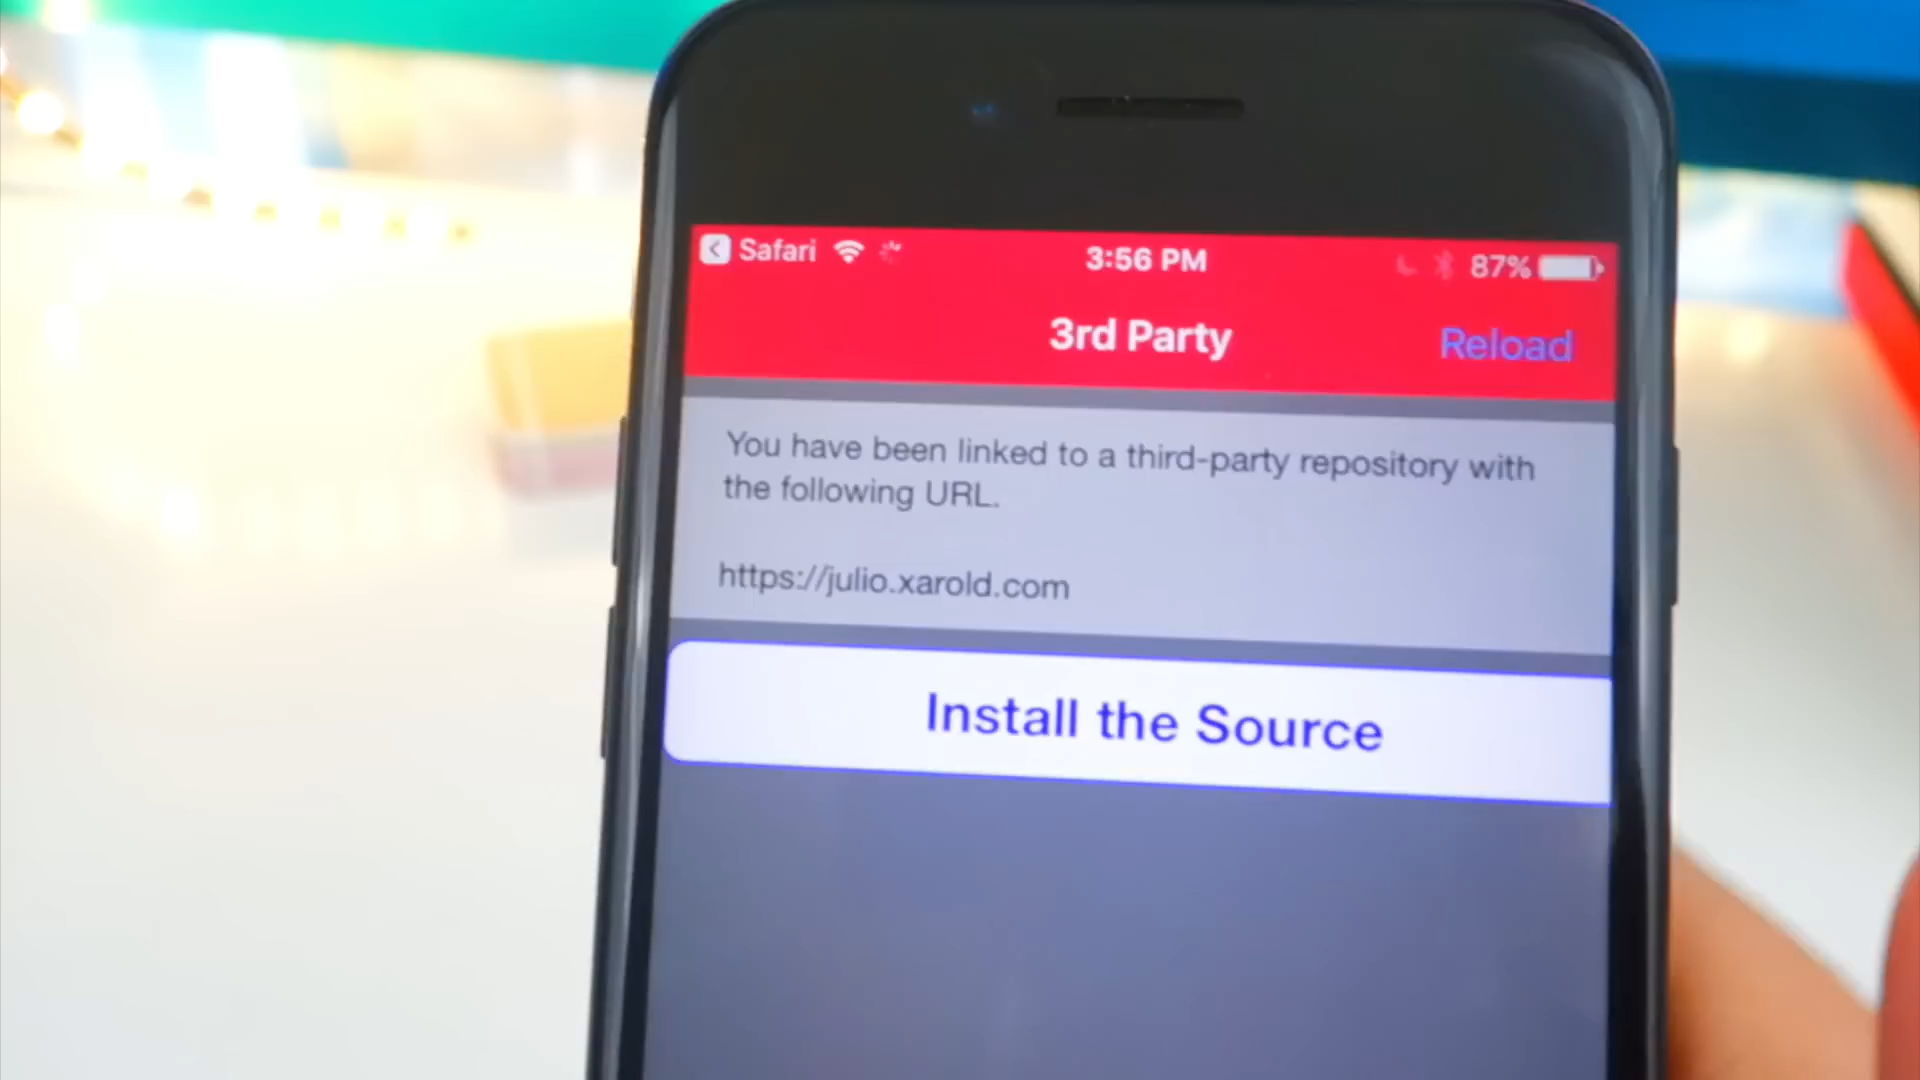 Safari
3:56 PM
87%
3rd Party
Reload
You have been linked to a third-party repository with
the following URL.
https://julio.xarold.com
Install the Source